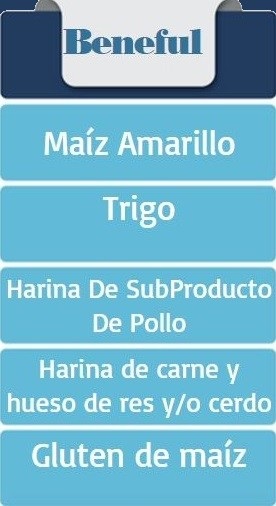 Beneful
Maíz Amarillo
Trigo
Harina De SubProducto
De Pollo
Harina de carne y
hueso de res y/o cerdo
Gluten de maíz